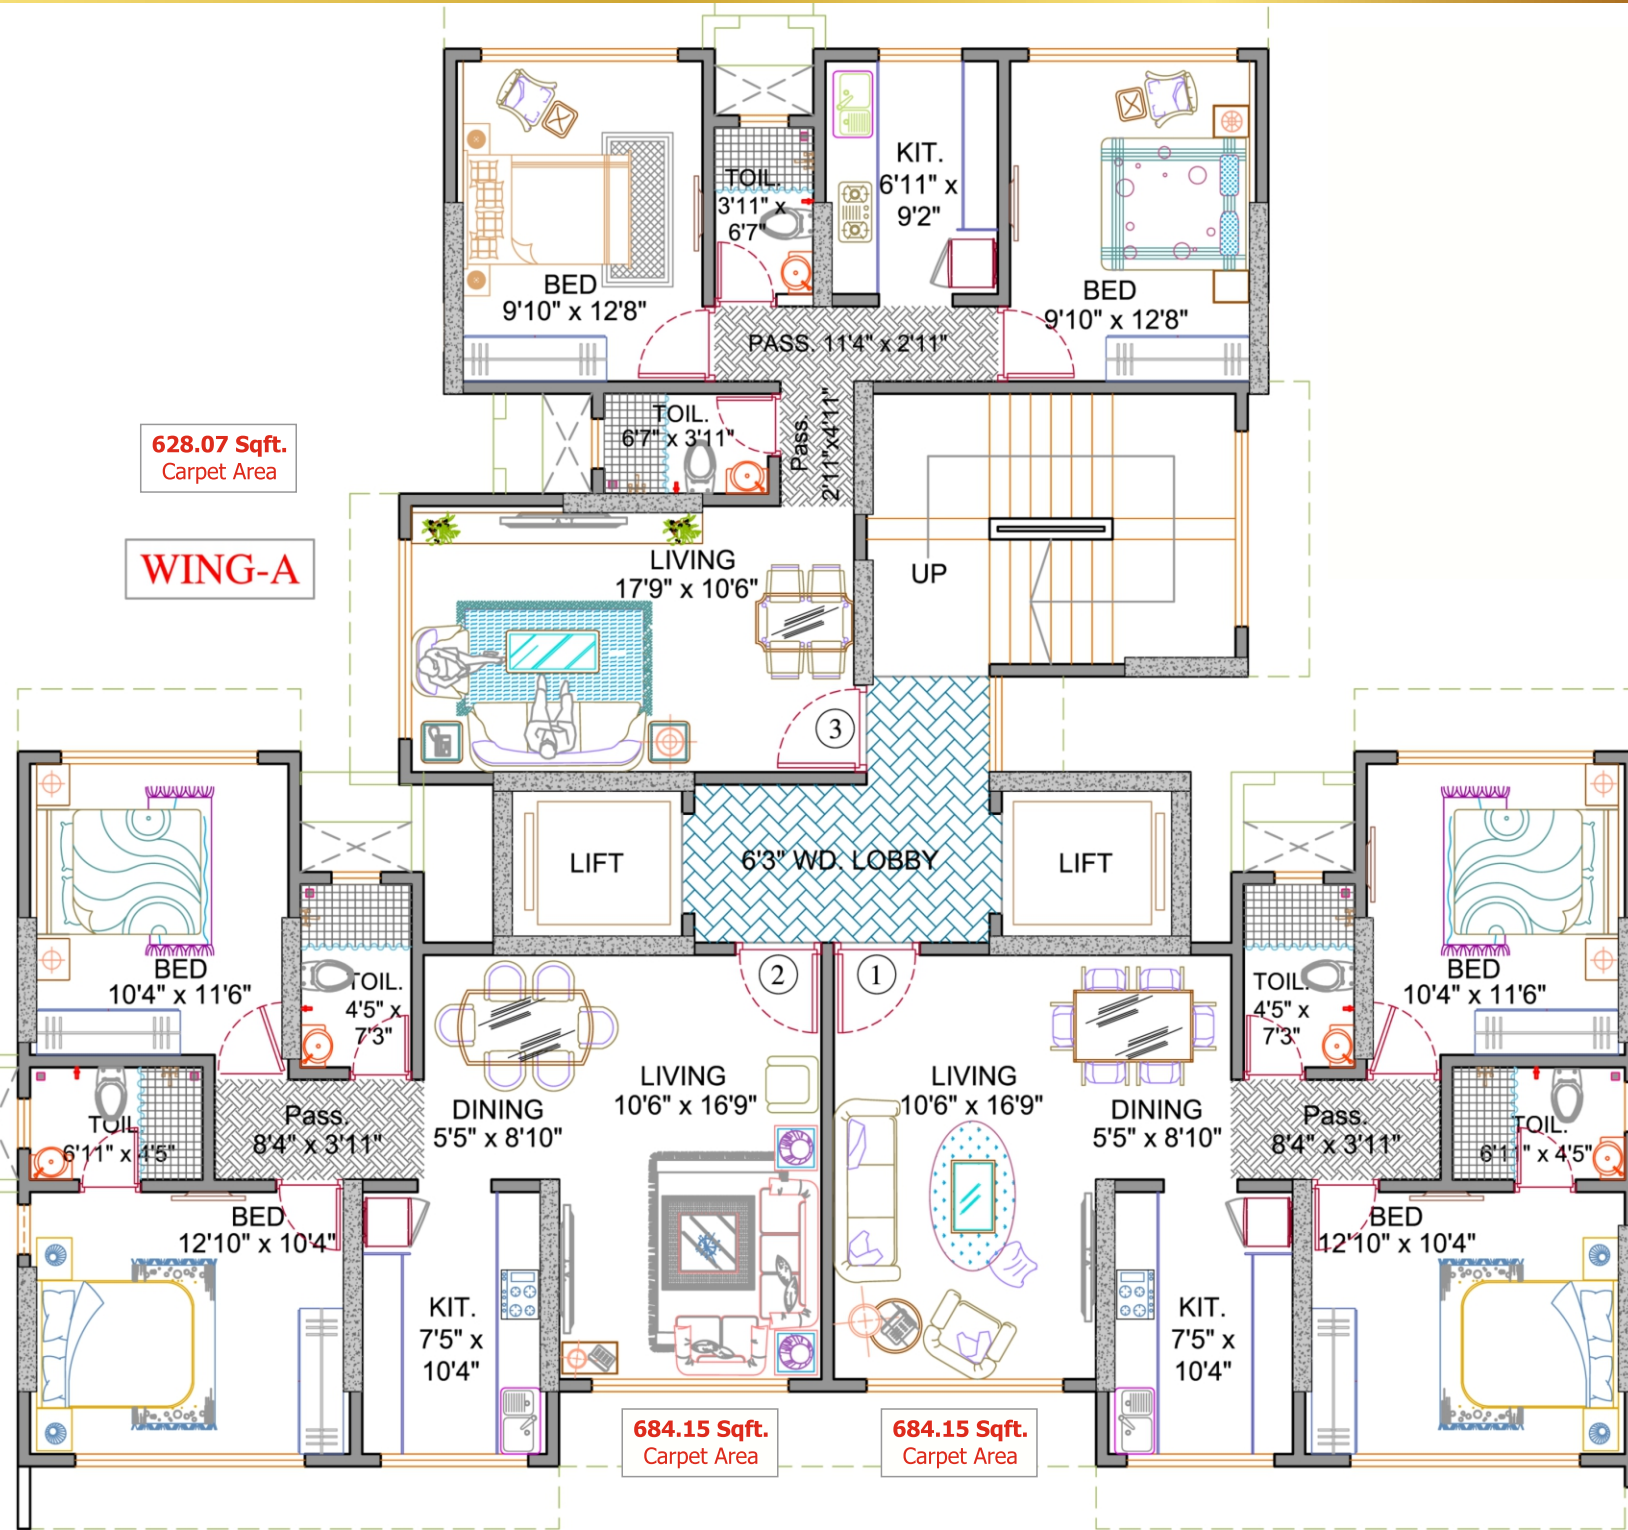 TOIL.
3'11" x
6'7"
KIT.
6'11" x
9'2"
BED
9'10" x 12'8"
BED
9'10" x 12'8"
PASS. 11'4" x 2'11"
TOIL.
6'7" x 3'11"
Pass.
2'11"x4'11"
628.07 Sqft.
Carpet Area
WING-A
LIVING
17'9" x 10'6"
UP
3
LIFT
6'3" WD. LOBBY
LIFT
BED
10'4" x 11'6"
TOIL.
4'5" x
7'3"
2
1
TOIL.
4'5" x
7'3"
BED
10'4" x 11'6"
LIVING
10'6" x 16'9"
LIVING
10'6" x 16'9"
DINING
5'5" x 8'10"
DINING
5'5" x 8'10"
Pass.
8'4" x 3'11"
Pass.
8'4" x 3'11"
TOIL.
6'11" x 4'5"
TOIL.
6'11" x 4'5"
BED
12'10" x 10'4"
BED
12'10" x 10'4"
KIT.
7'5" x
10'4"
KIT.
7'5" x
10'4"
684.15 Sqft.
Carpet Area
684.15 Sqft.
Carpet Area